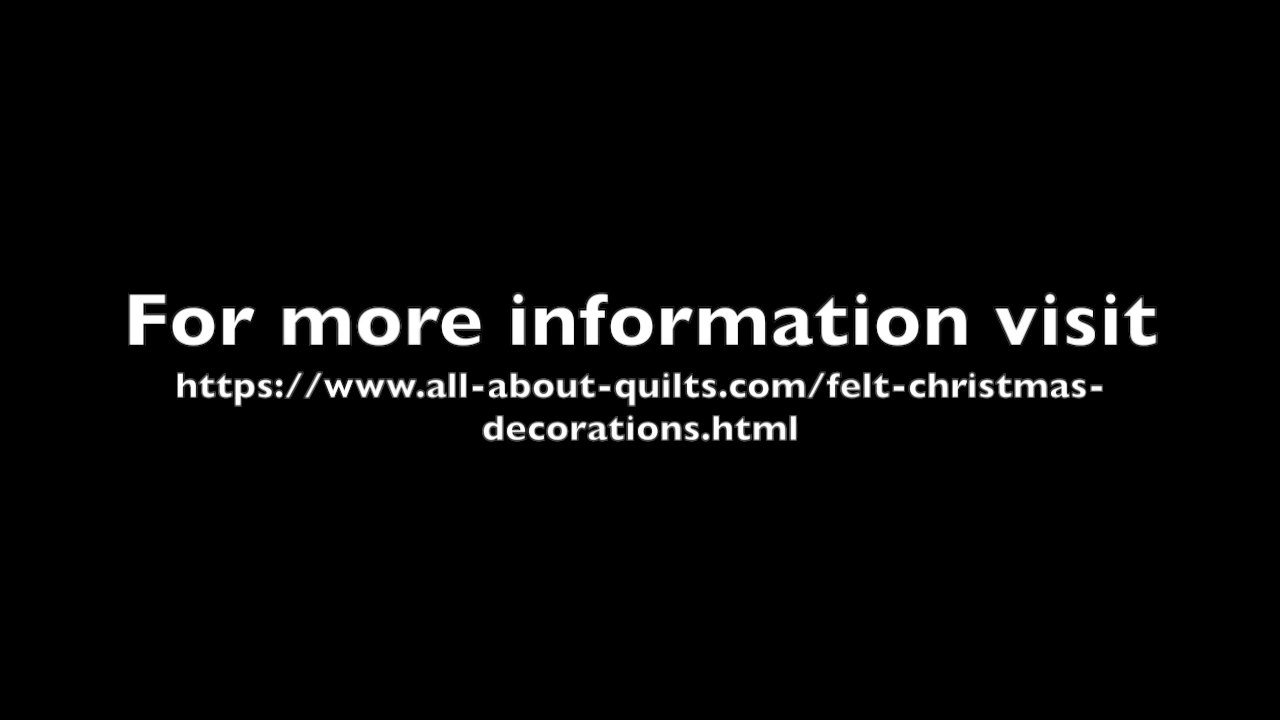 For more information visit
https://www.all-about-quilts.com/felt-christmas-
decorations.html